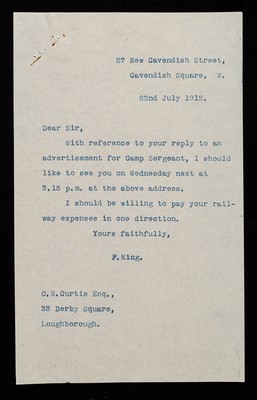 27 New Cavendish Street,
Cavendish Square, W.
22nd July 1912.
Dear Sir,
With reference to your reply to an
advertisement for Camp Sergeant, I should
like to see you on Wednesday next at
3.15 p.m. at the above address.
I should be willing to pay your rail-
way expenses in one direction.
Yours faithfully,
F.King.
C.W.Curtis Esq.,
33 Derby Square,
Loughborough.